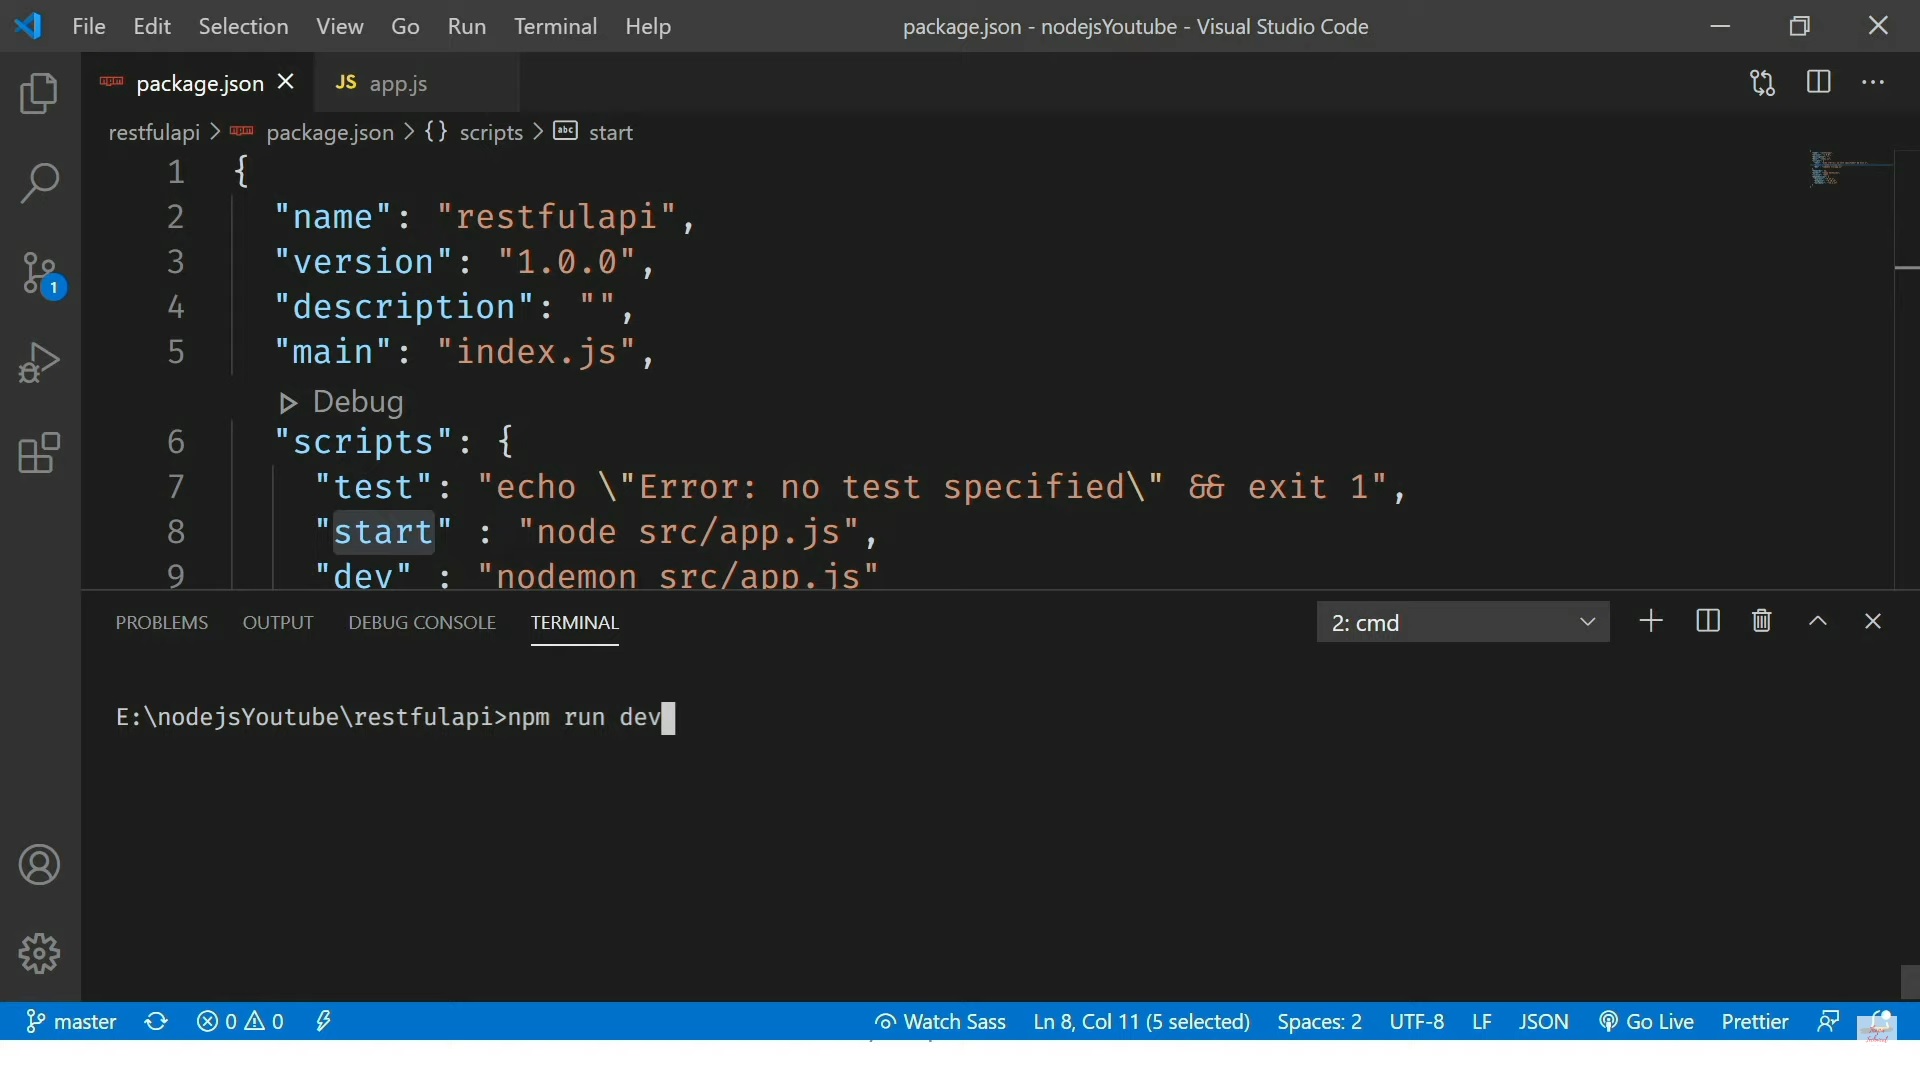 File Edit Selection View Go Run Terminal Help package.json - nodejsYoutube - Visual Studio Code
package.json JS app.js
restfulapi > package.json > {} scripts > abc start
1 {
2 "name": "restfulapi",
3 "version": "1.0.0",
4 "description": "",
5 "main": "index.js",
Debug
6 "scripts": {
7 "test": "echo \"Error: no test specified\" && exit 1",
8 "start" : "node src/app.js",
9 "dev" : "nodemon src/app.js"
1
PROBLEMS OUTPUT DEBUG CONSOLE TERMINAL 2: cmd
E:\nodejsYoutube\restfulapi>npm run dev
master 0 0 Watch Sass Ln 8, Col 11 (5 selected) Spaces: 2 UTF-8 LF JSON Go Live Prettier